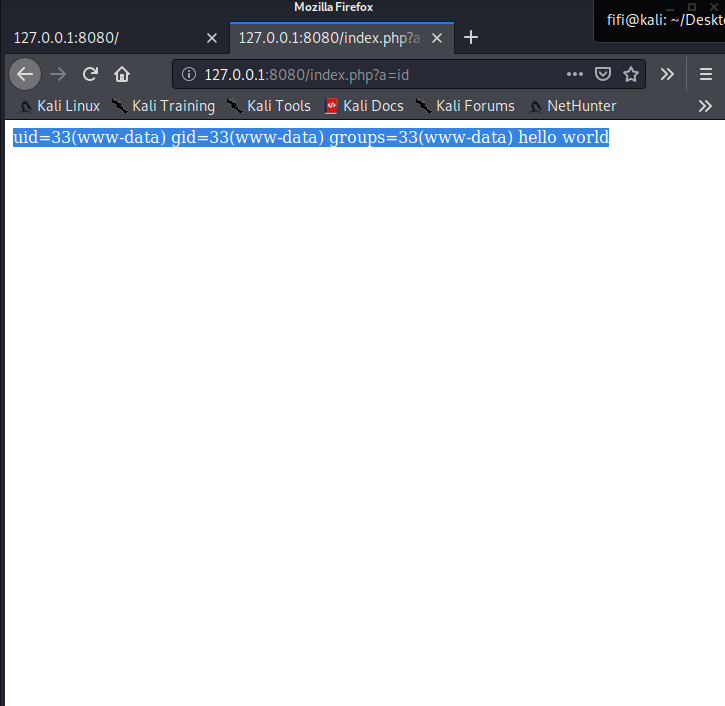 Mozilla Firefox
fifi@kali: ~/Deskto
127.0.0.1:8080/
127.0.0.1:8080/index.php?a=
127.0.0.1:8080/index.php?a=id
Kali Linux Kali Training Kali Tools Kali Docs Kali Forums NetHunter
uid=33(www-data) gid=33(www-data) groups=33(www-data) hello world